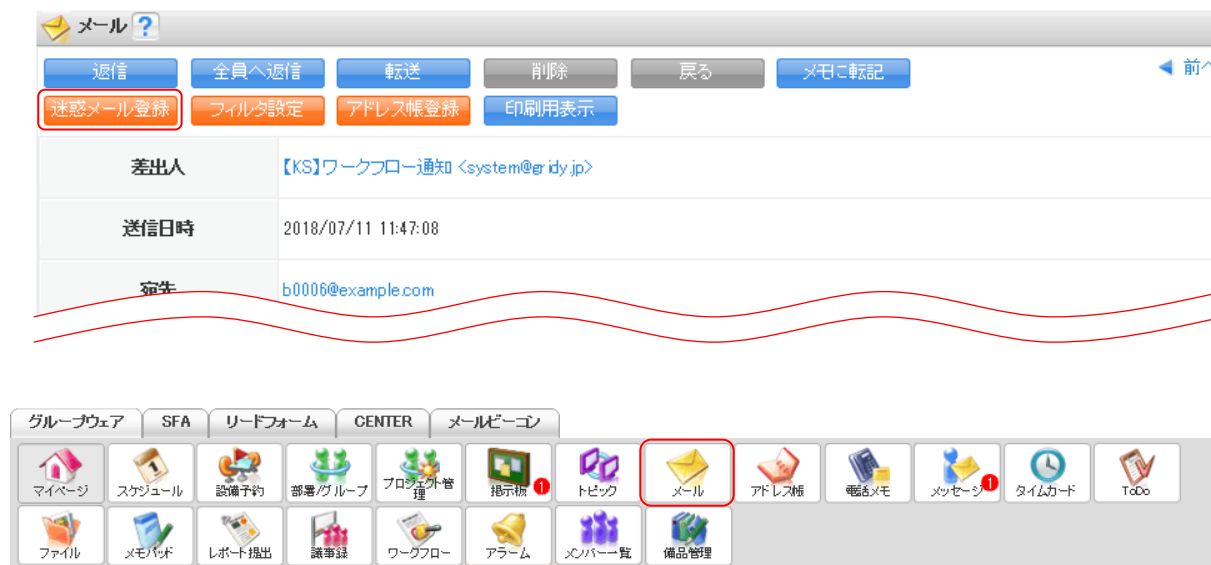 メール ?
返信 全員へ返信 転送 削除 戻る メモに転記 前へ
迷惑メール登録 フィルタ設定 アドレス帳登録 印刷用表示
差出人 【KS】ワークフロー通知 <system@gridy.jp>
送信日時 2018/07/11 11:47:08
宛先 b0006@example.com
グループウェア SFA リードフォーム CENTER メールビーコン
マイページ スケジュール 設備予約 部署/グループ プロジェクト管理 掲示板 1 トピック メール アドレス帳 電話メモ メッセージ 1 タイムカード ToDo
ファイル メモパッド レポート提出 議事録 ワークフロー アラーム メンバー一覧 備品管理